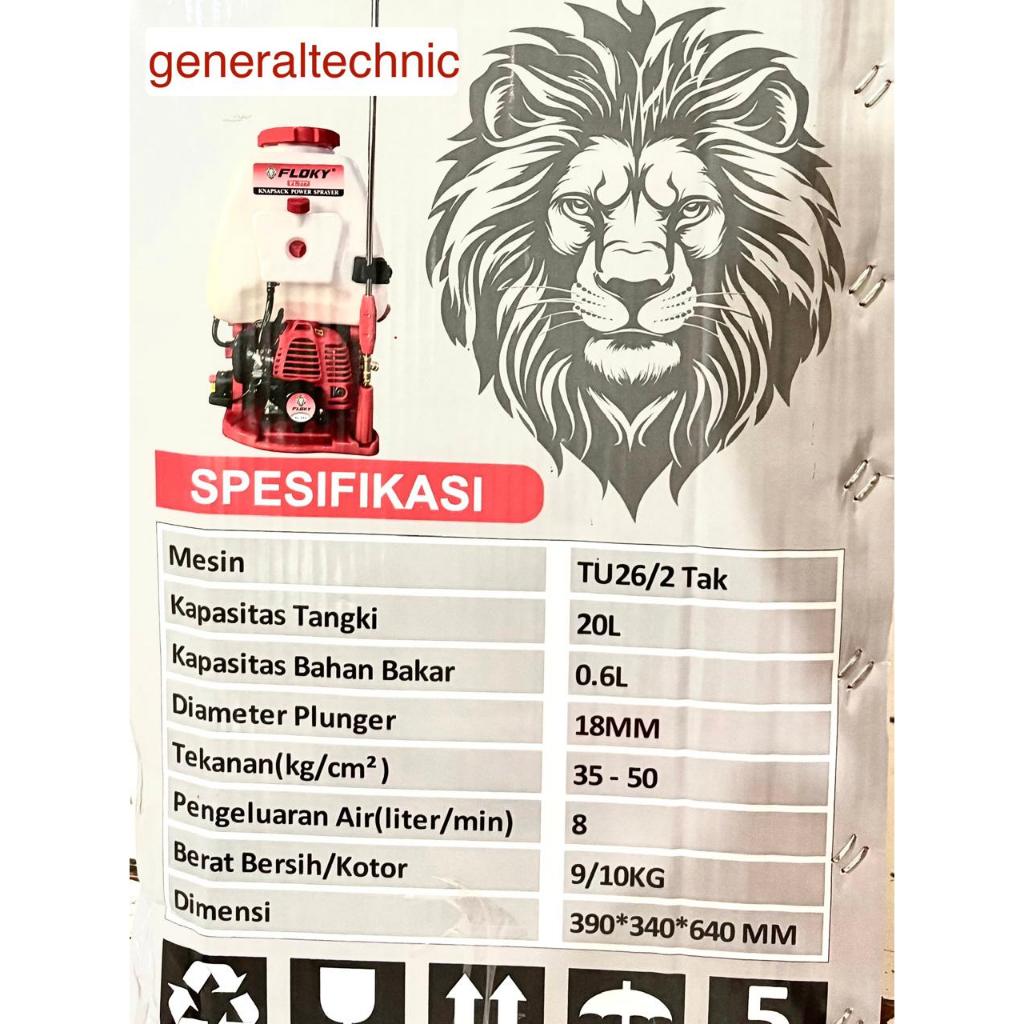 generaltechnic
FLOKY®
KNAPSACK POWER SPRAYER
FLOKY
SPESIFIKASI
Mesin TU26/2 Tak
Kapasitas Tangki 20L
Kapasitas Bahan Bakar 0.6L
Diameter Plunger 18MM
Tekanan(kg/cm²) 35 - 50
Pengeluaran Air(liter/min) 8
Berat Bersih/Kotor 9/10KG
Dimensi 390*340*640 MM
5